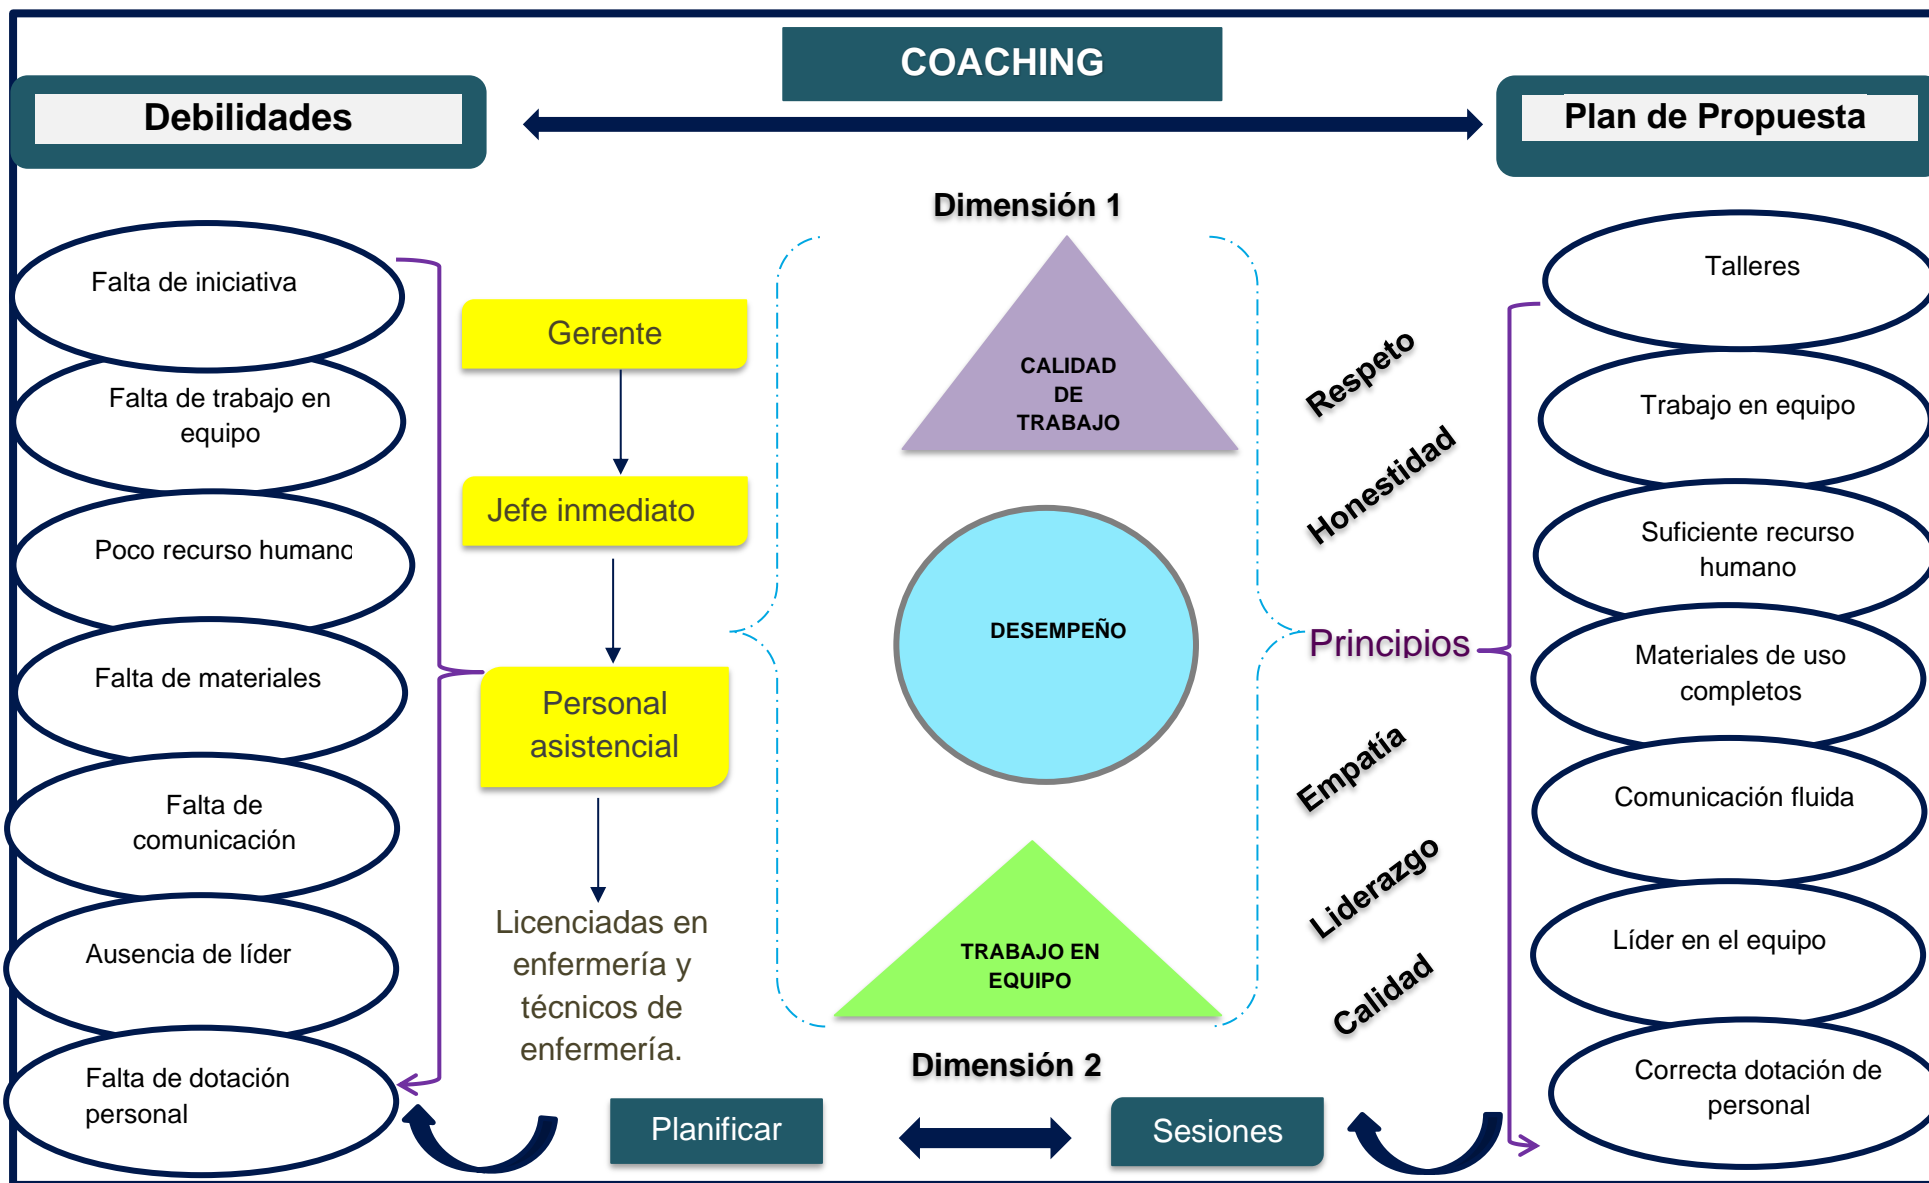 COACHING
Debilidades
Plan de Propuesta
Falta de iniciativa
Falta de trabajo en
equipo
Poco recurso humano
Falta de materiales
Falta de
comunicación
Ausencia de líder
Falta de dotación
personal
Gerente
Jefe inmediato
Personal
asistencial
Licenciadas en
enfermería y
técnicos de
enfermería.
Dimensión 1
CALIDAD
DE
TRABAJO
DESEMPEÑO
TRABAJO EN
EQUIPO
Dimensión 2
Planificar
Sesiones
Respeto
Honestidad
Principios
Empatía
Liderazgo
Calidad
Talleres
Trabajo en equipo
Suficiente recurso
humano
Materiales de uso
completos
Comunicación fluida
Líder en el equipo
Correcta dotación de
personal